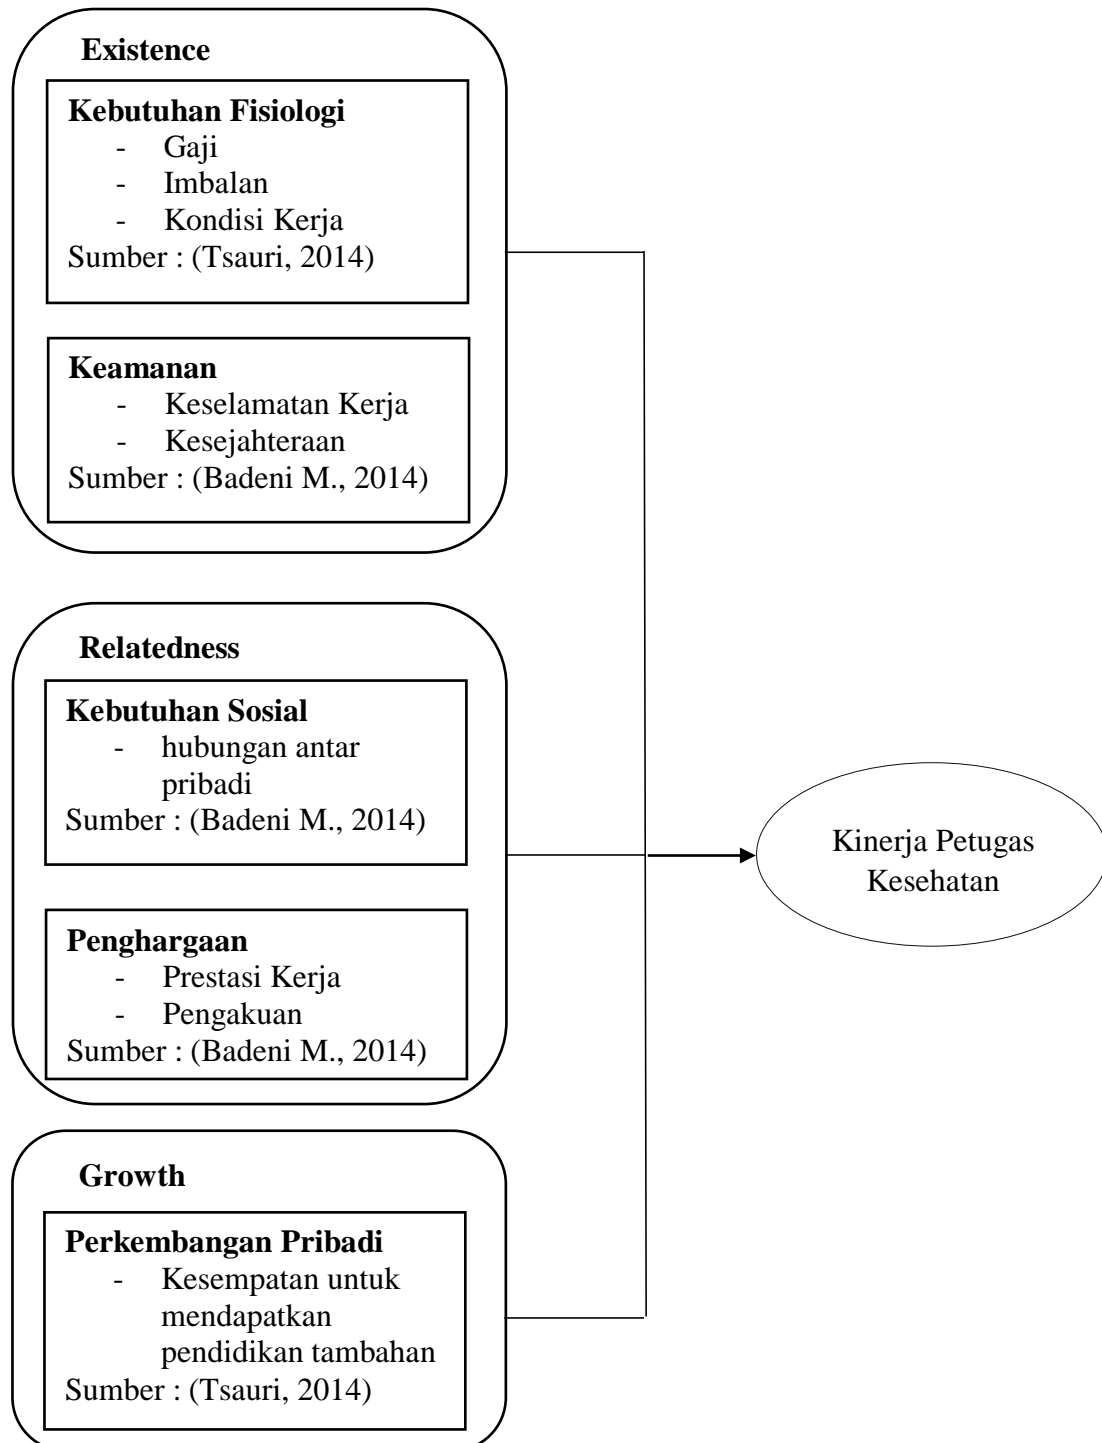 Existence
Kebutuhan Fisiologi
- Gaji
- Imbalan
- Kondisi Kerja
Sumber : (Tsauri, 2014)
Keamanan
- Keselamatan Kerja
- Kesejahteraan
Sumber : (Badeni M., 2014)
Relatedness
Kebutuhan Sosial
- hubungan antar
pribadi
Sumber : (Badeni M., 2014)
Penghargaan
- Prestasi Kerja
- Pengakuan
Sumber : (Badeni M., 2014)
Growth
Perkembangan Pribadi
- Kesempatan untuk
mendapatkan
pendidikan tambahan
Sumber : (Tsauri, 2014)
Kinerja Petugas
Kesehatan